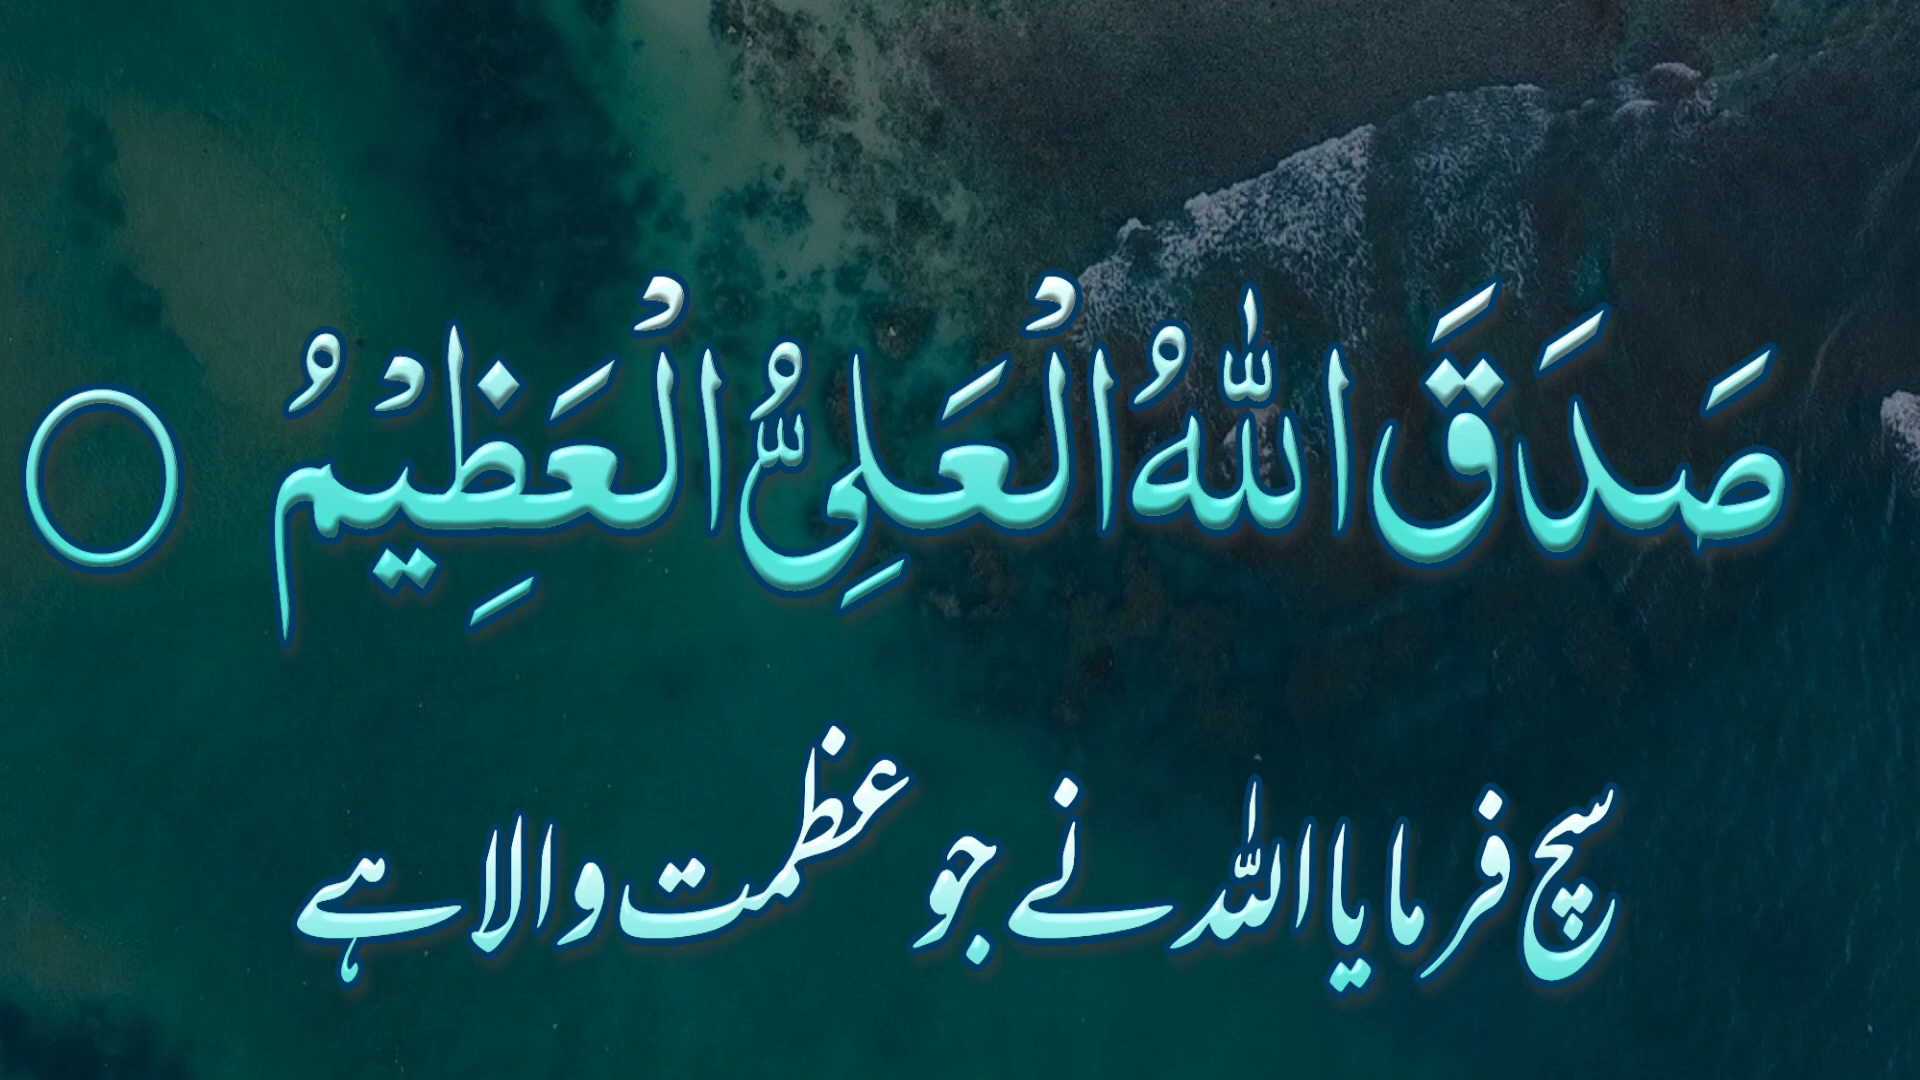 صَدَقَ اللّٰهُ الْعَلِىُّ الْعَظِيْمُ ○
سچ فرمایا اللہ نے جو عظمت والا ہے